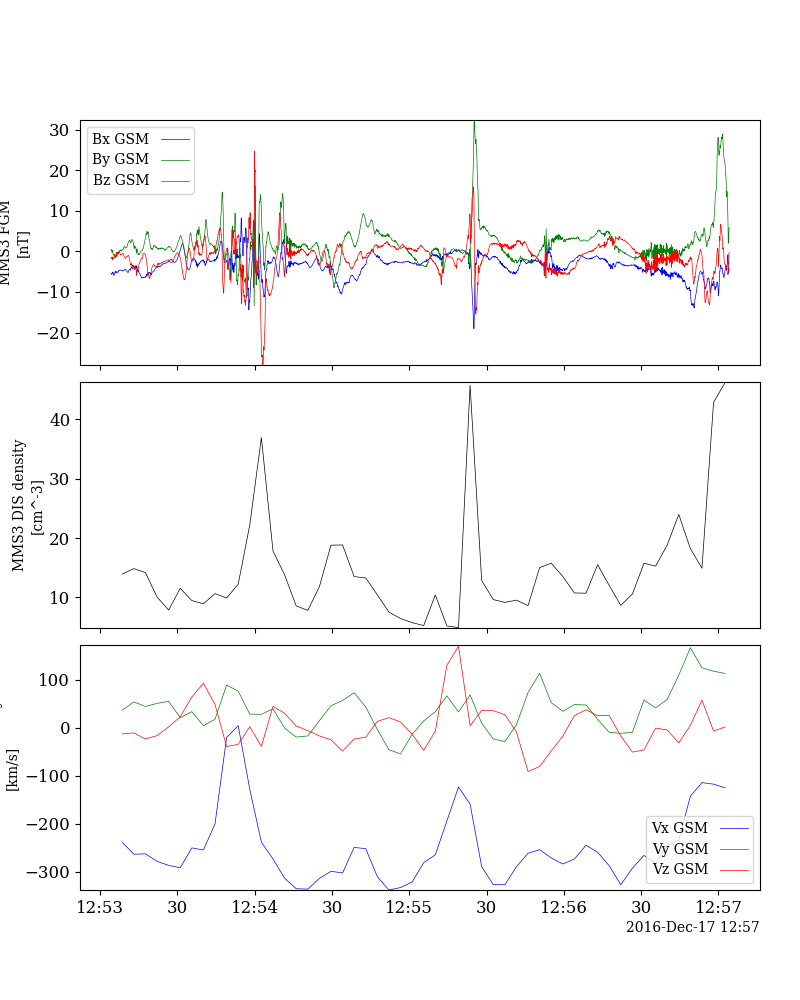 30
20
10
0
−10
−20
MMS3 FGM
[nT]
Bx GSM
By GSM
Bz GSM
40
30
20
10
MMS3 DIS density
[cm^-3]
100
0
−100
−200
−300
[km/s]
Vx GSM
Vy GSM
Vz GSM
12:53 30 12:54 30 12:55 30 12:56 30 12:57
2016-Dec-17 12:57